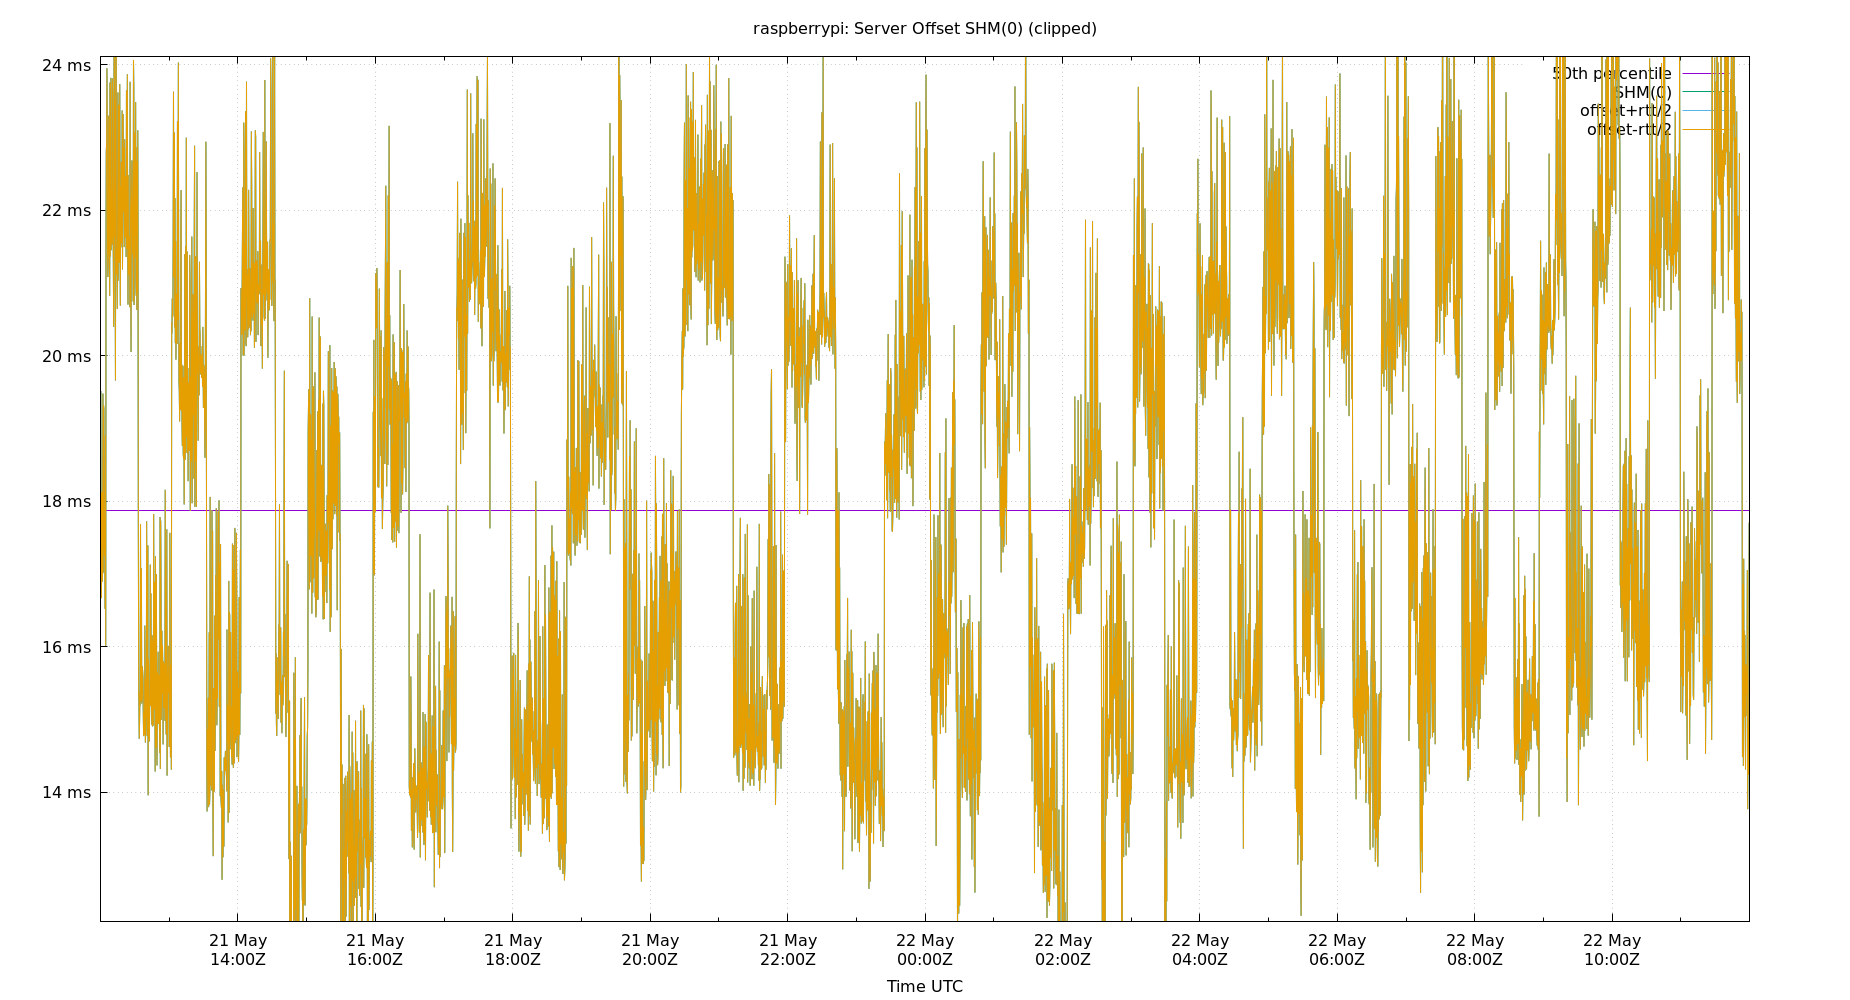 raspberrypi: Server Offset SHM(0) (clipped)
24 ms
22 ms
20 ms
18 ms
16 ms
14 ms
50th percentile
SHM(0)
offset+rtt/2
offset-rtt/2
21 May
14:00Z
21 May
16:00Z
21 May
18:00Z
21 May
20:00Z
21 May
22:00Z
22 May
00:00Z
22 May
02:00Z
22 May
04:00Z
22 May
06:00Z
22 May
08:00Z
22 May
10:00Z
Time UTC